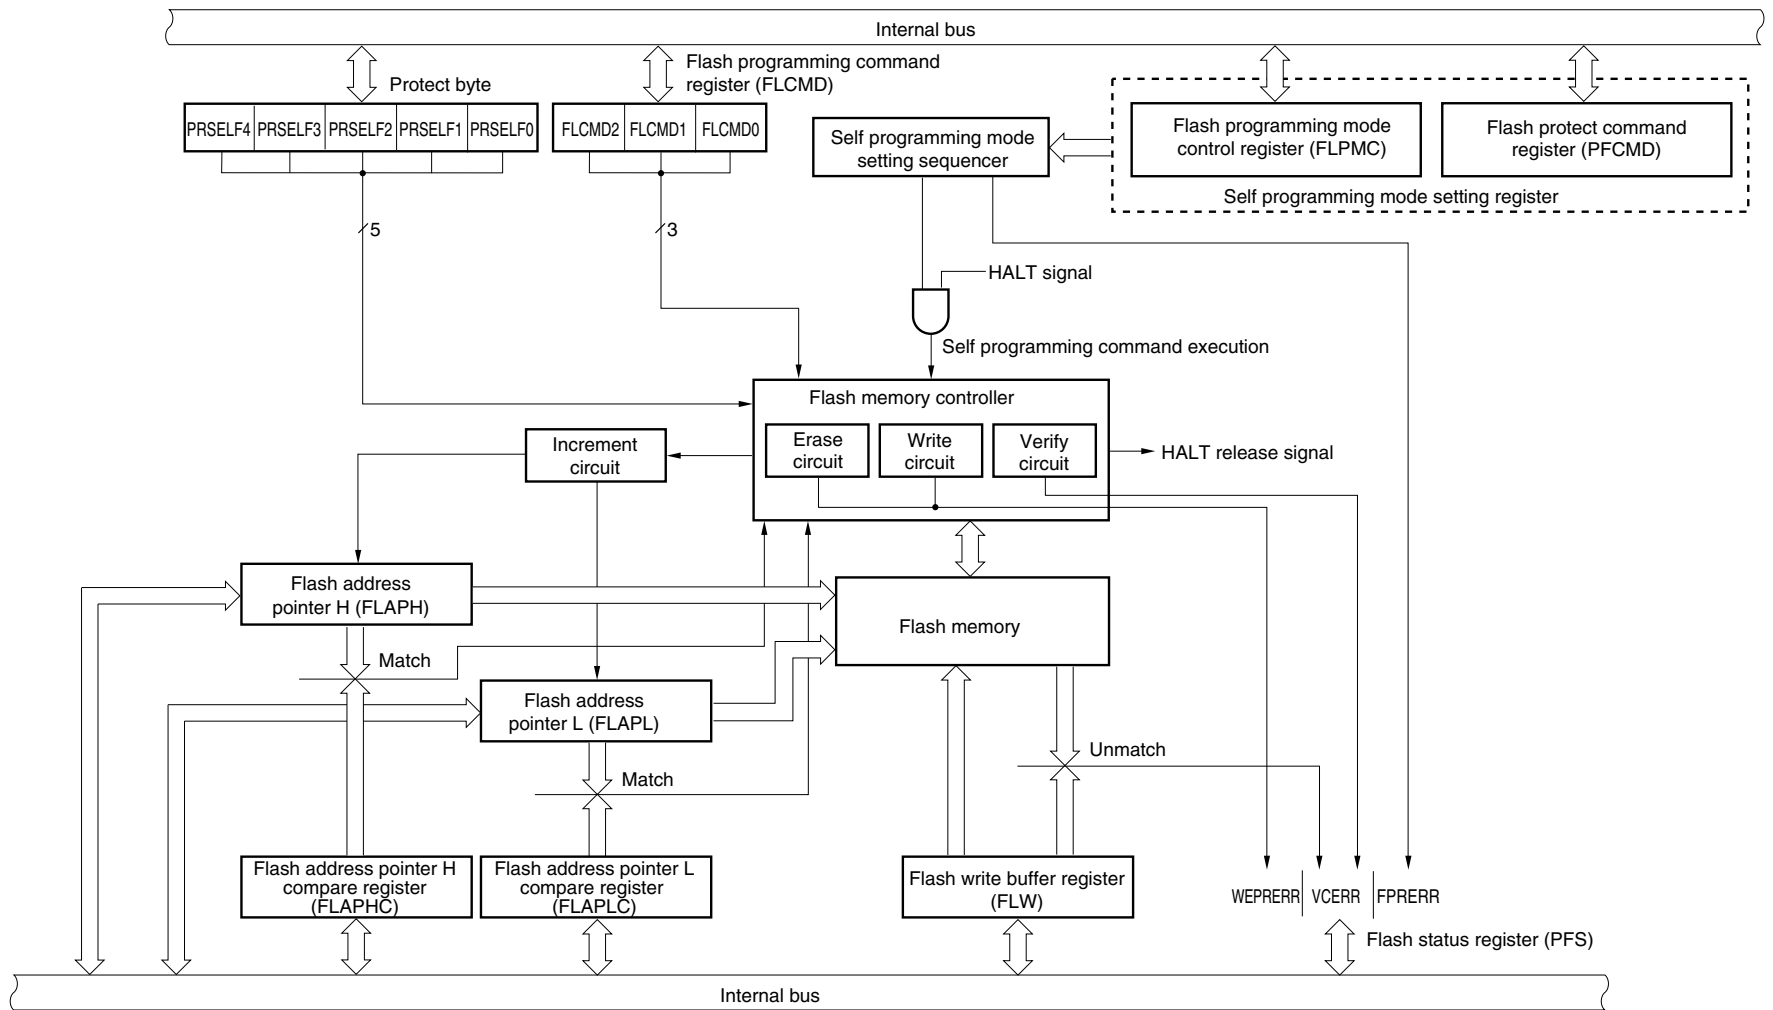 Internal bus
Protect byte
Flash programming command
register (FLCMD)
PRSELF4 PRSELF3 PRSELF2 PRSELF1 PRSELF0
FLCMD2 FLCMD1 FLCMD0
Self programming mode
setting sequencer
Flash programming mode
control register (FLPMC)
Flash protect command
register (PFCMD)
Self programming mode setting register
5
3
HALT signal
Self programming command execution
Flash memory controller
Erase
circuit
Write
circuit
Verify
circuit
HALT release signal
Increment
circuit
Flash address
pointer H (FLAPH)
Match
Flash memory
Flash address
pointer L (FLAPL)
Match
Unmatch
Flash address pointer H
compare register
(FLAPHC)
Flash address pointer L
compare register
(FLAPLC)
Flash write buffer register
(FLW)
WEPRERR VCERR FPRERR
Flash status register (PFS)
Internal bus